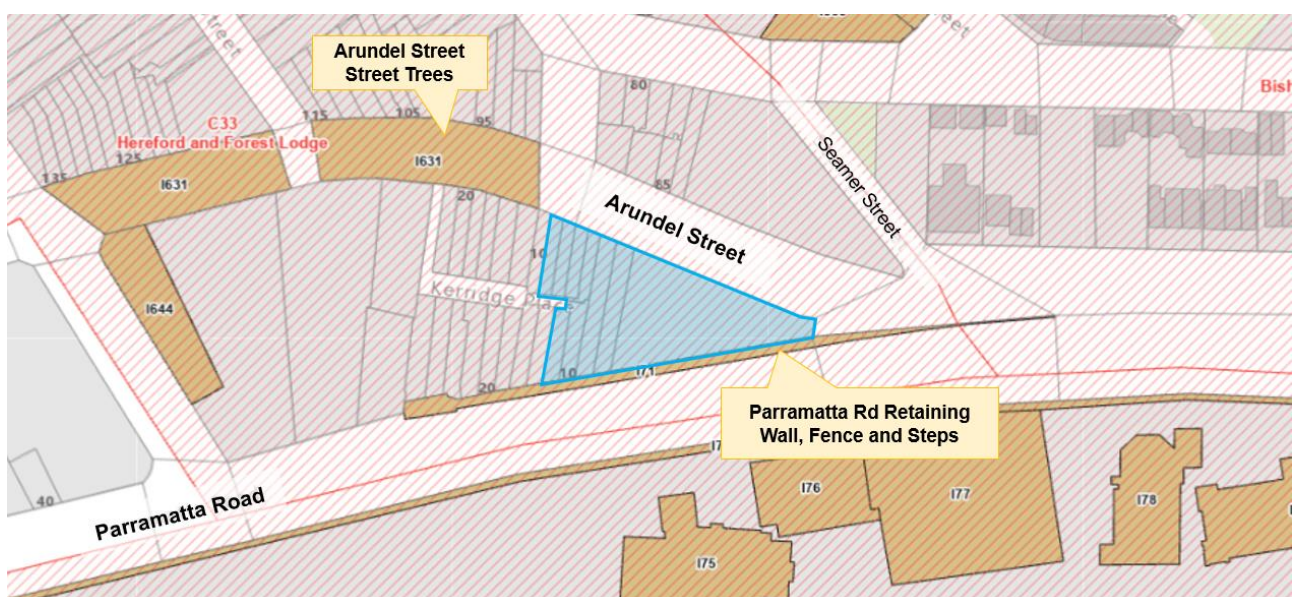 Street
Arundel Street
Street Trees
80
C33
Hereford and Forest Lodge
115
105
95
125
135
I631
I631
20
85
Seamer Street
Arundel Street
10
Kerridge Place
I644
10
I71
20
Parramatta Rd Retaining
Wall, Fence and Steps
I76
I77
I78
I75
40
Parramatta Road